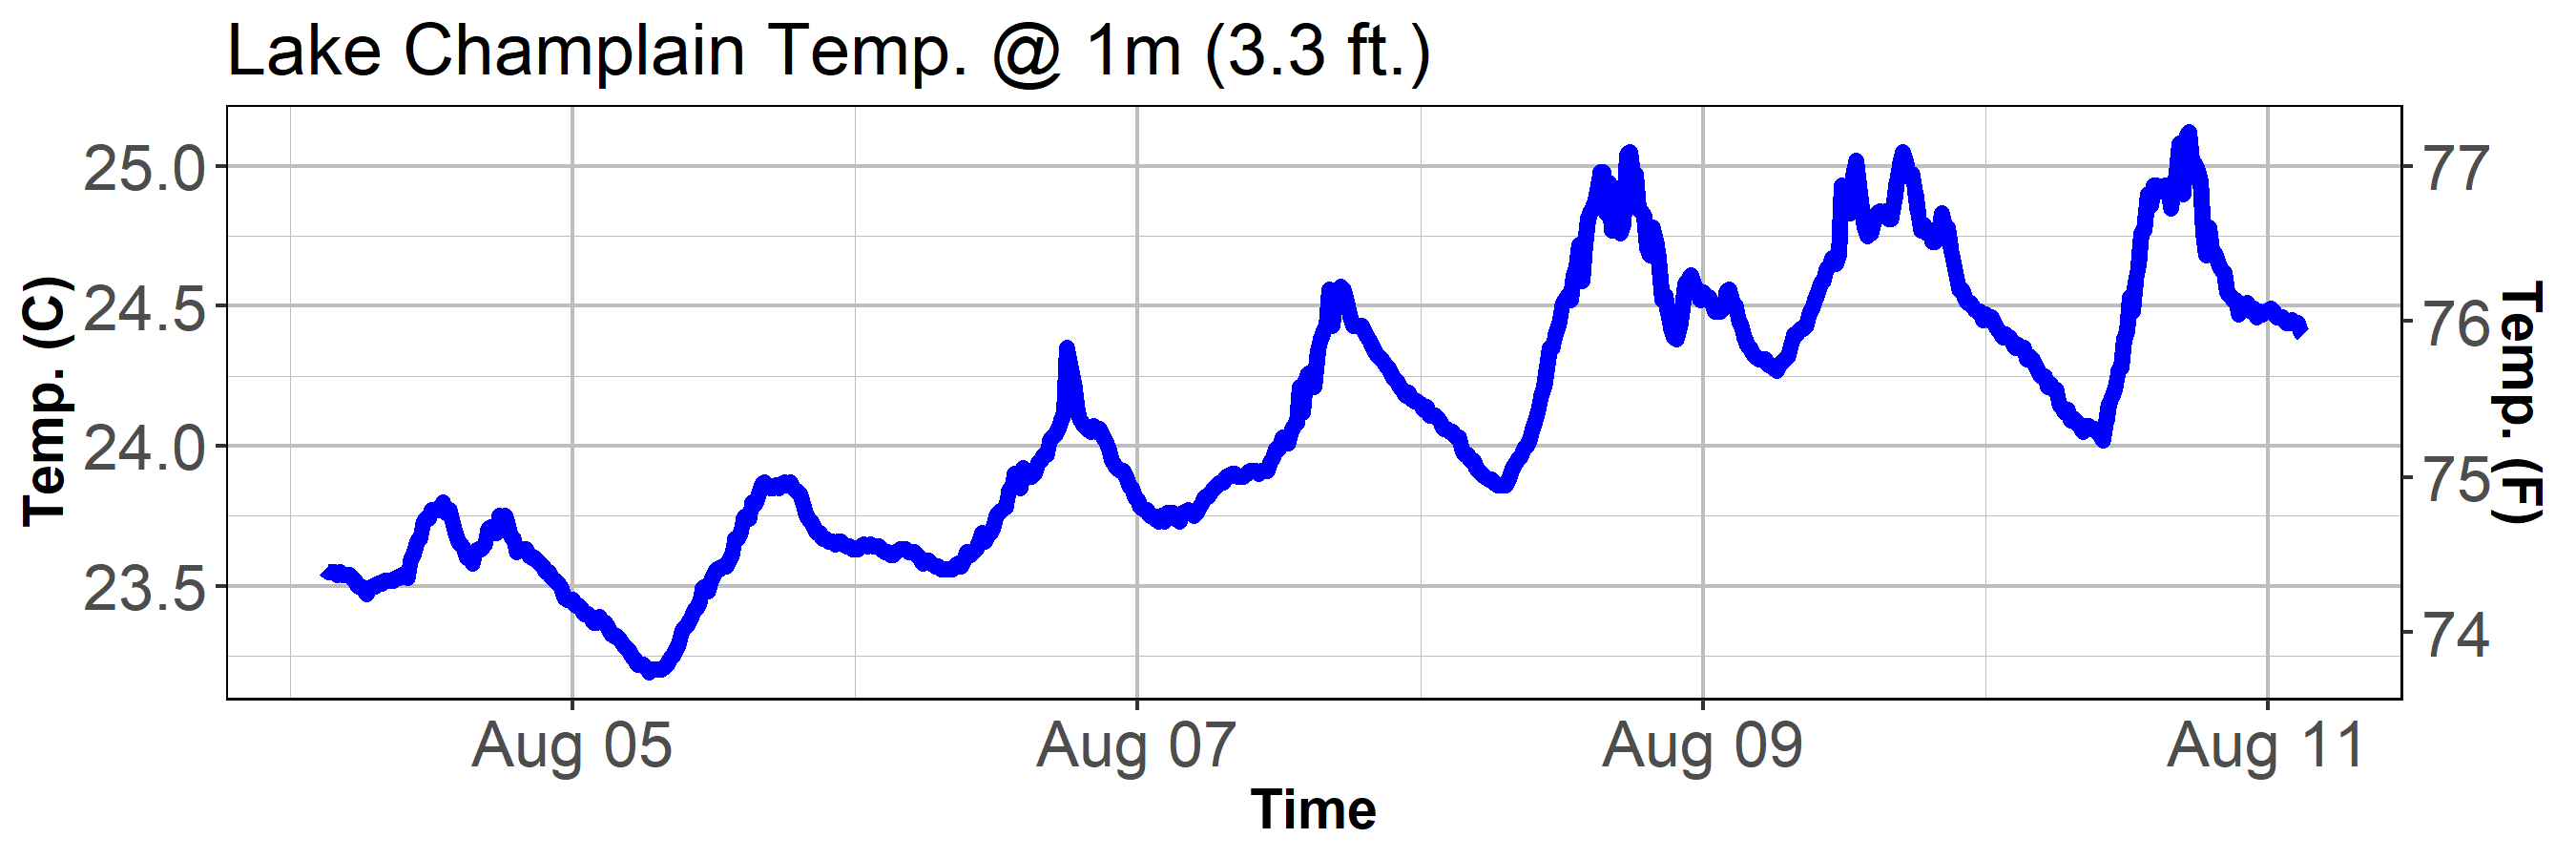 Lake Champlain Temp. @ 1m (3.3 ft.)
Temp. (C)
25.0
24.5
24.0
23.5
77
76
75
74
Temp. (F)
Aug 05 Aug 07 Aug 09 Aug 11
Time